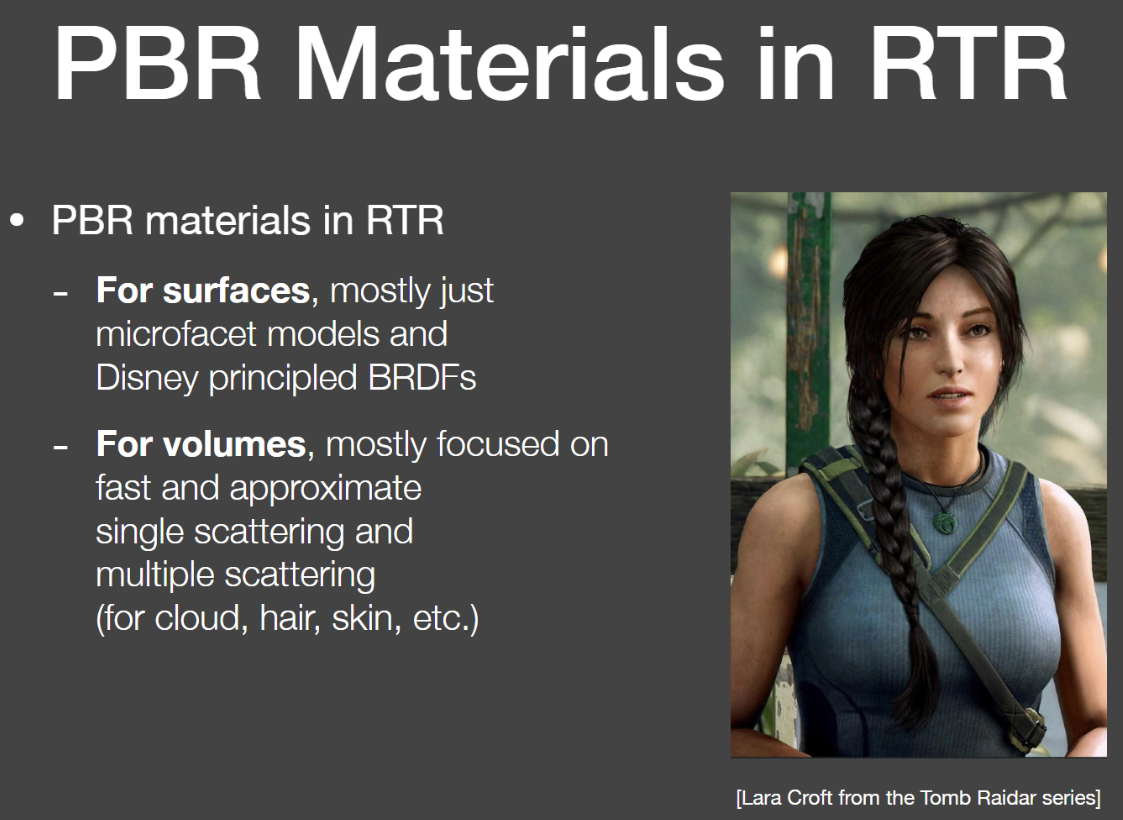 PBR Materials in RTR
• PBR materials in RTR
- For surfaces, mostly just
microfacet models and
Disney principled BRDFs
- For volumes, mostly focused on
fast and approximate
single scattering and
multiple scattering
(for cloud, hair, skin, etc.)
[Lara Croft from the Tomb Raidar series]